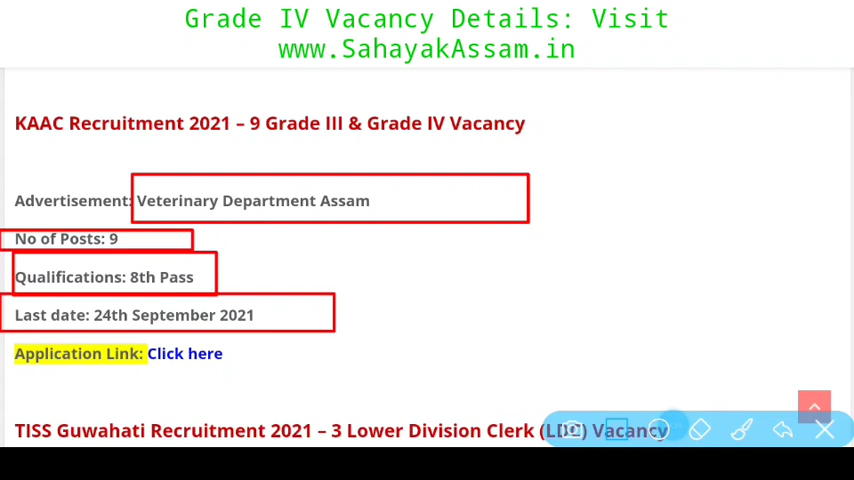 Grade IV Vacancy Details: Visit
www.SahayakAssam.in
KAAC Recruitment 2021 – 9 Grade III & Grade IV Vacancy
Advertisement: Veterinary Department Assam
No of Posts: 9
Qualifications: 8th Pass
Last date: 24th September 2021
Application Link: Click here
TISS Guwahati Recruitment 2021 – 3 Lower Division Clerk (LDC) Vacancy